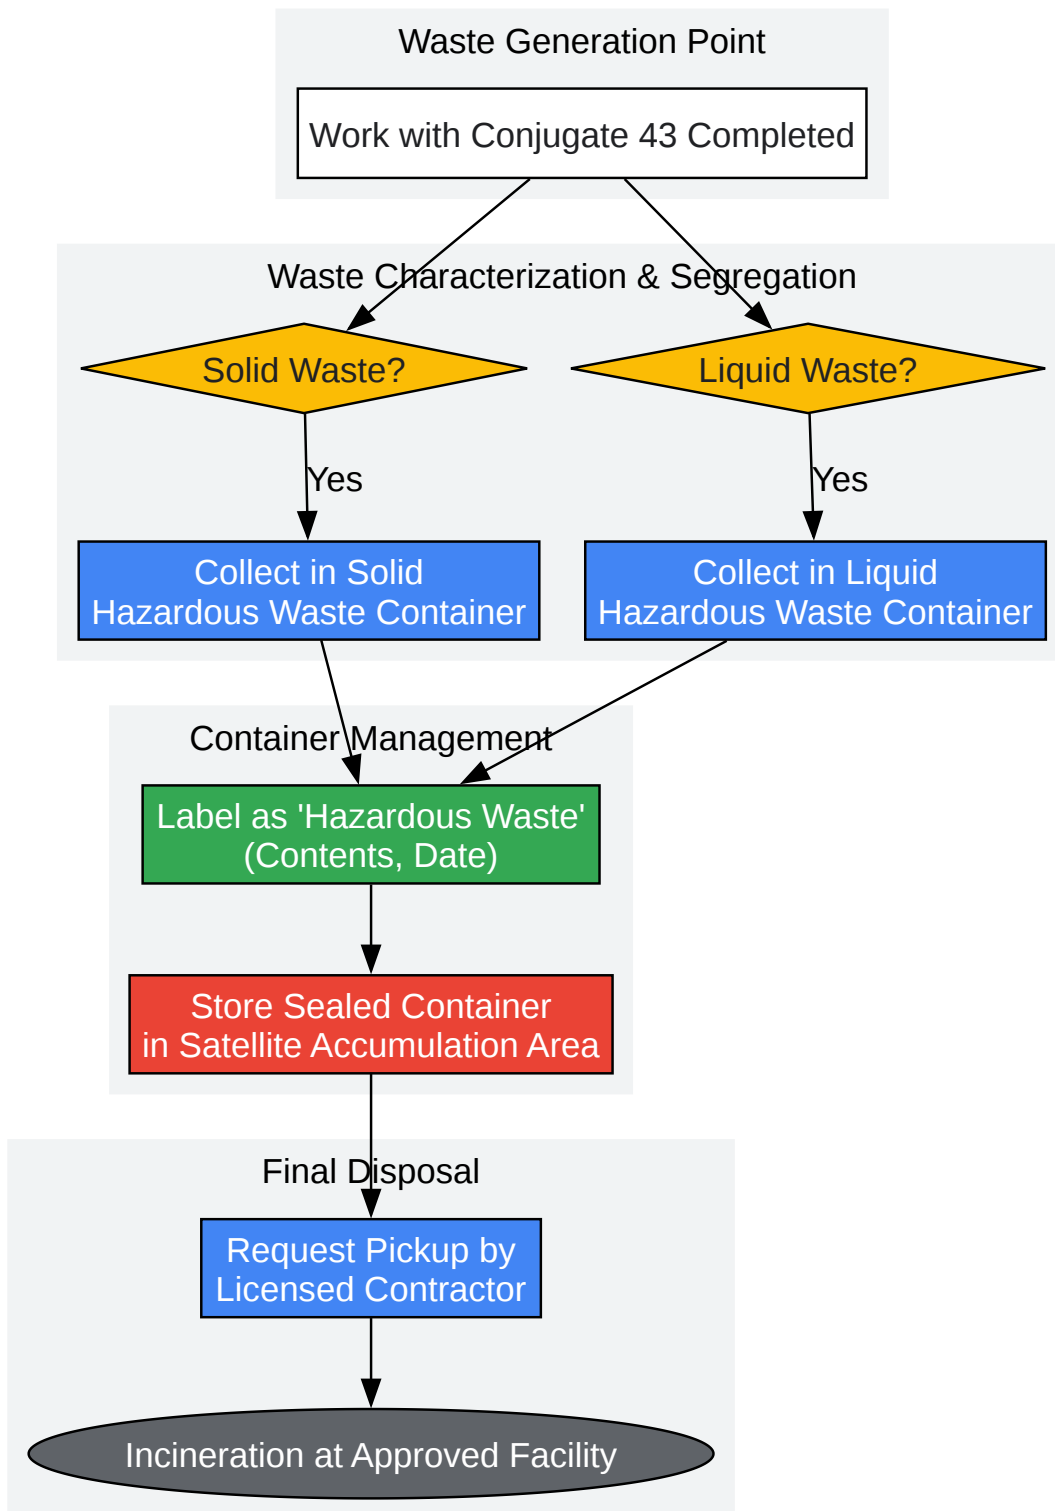 Waste Generation Point
Work with Conjugate 43 Completed
Waste Characterization & Segregation
Solid Waste?
Liquid Waste?
Yes
Yes
Collect in Solid
Hazardous Waste Container
Collect in Liquid
Hazardous Waste Container
Container Management
Label as 'Hazardous Waste'
(Contents, Date)
Store Sealed Container
in Satellite Accumulation Area
Final Disposal
Request Pickup by
Licensed Contractor
Incineration at Approved Facility